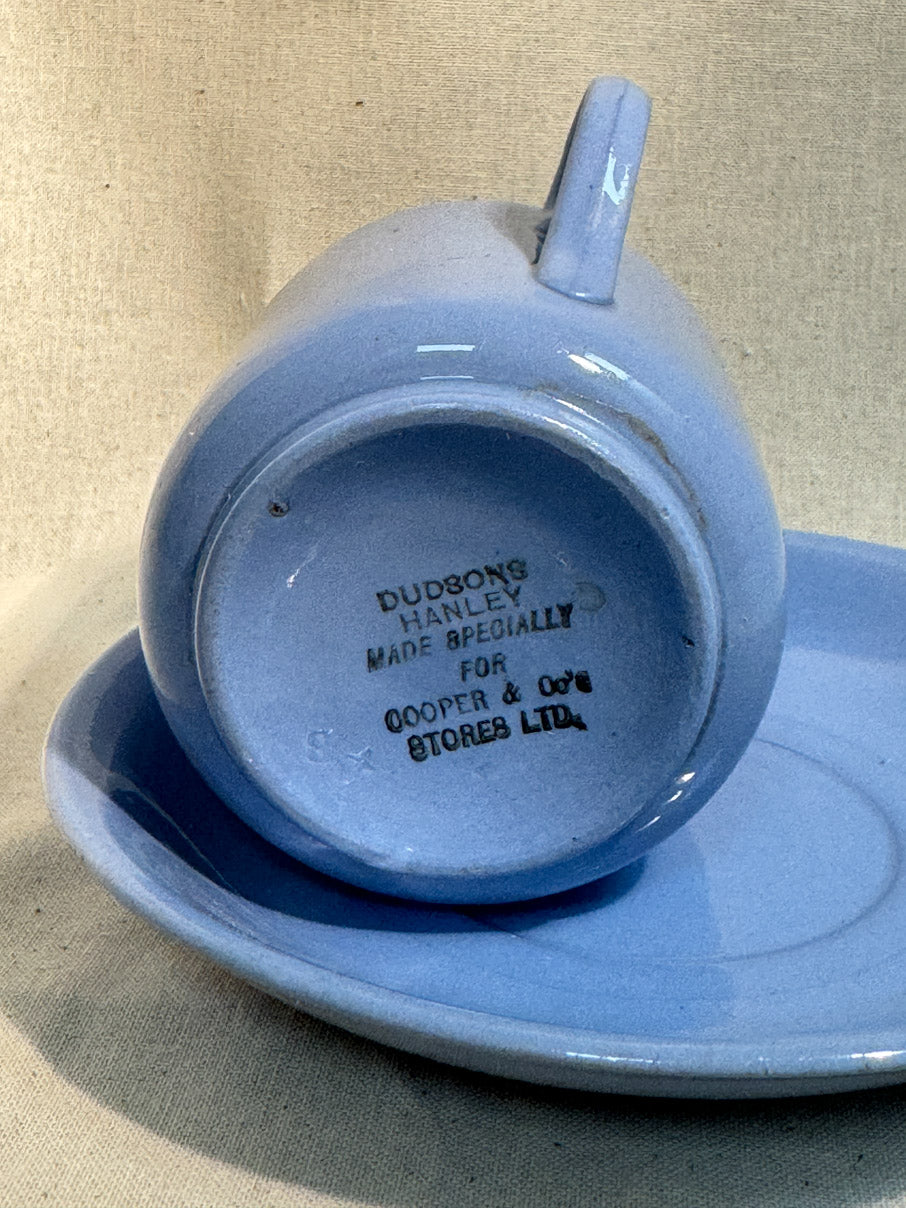 DUDSONS
HANLEY
MADE SPECIALLY
FOR
COOPER & Co's
STORES LTD.